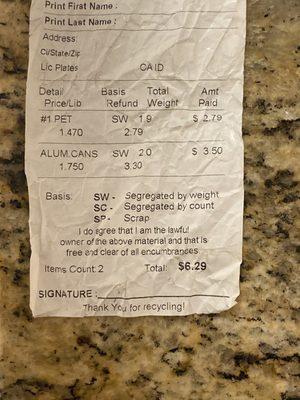 Print First Name :
Print Last Name :
Address:
Ci/State/Zip
Lic Plates CAID
Detail Basis Total Amt
Price/Lib Refund Weight Paid
#1 PET SW 1.9 $ 2.79
1.470 2.79
ALUM.CANS SW 2.0 $ 3.50
1.750 3.30
Basis: SW - Segregated by weight
SC - Segregated by count
SP - Scrap
I do agree that I am the lawful
owner of the above material and that is
free and clear of all encumbrances
Items Count: 2 Total: $6.29
SIGNATURE :
Thank You for recycling!